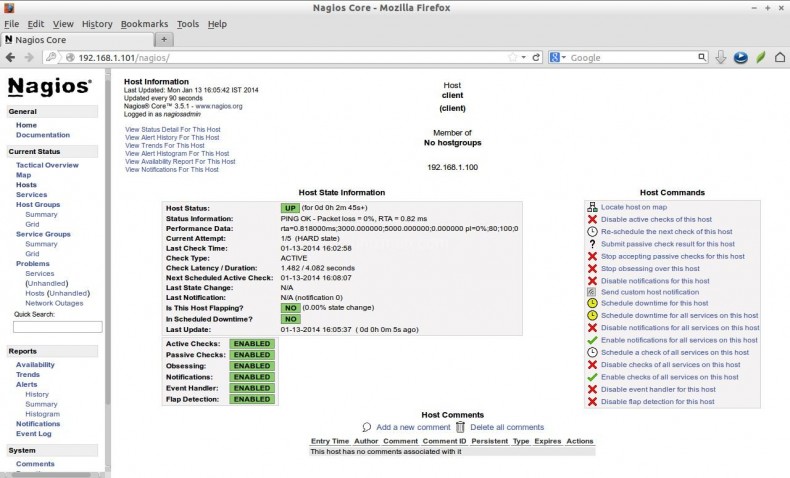 Nagios Core - Mozilla Firefox
File Edit View History Bookmarks Tools Help
N Nagios Core
192.168.1.101/nagios/
Google
Nagios®
General
Home
Documentation
Current Status
Tactical Overview
Map
Hosts
Services
Host Groups
Summary
Grid
Service Groups
Summary
Grid
Problems
Services
(Unhandled)
Hosts (Unhandled)
Network Outages
Quick Search:
Reports
Availability
Trends
Alerts
History
Summary
Histogram
Notifications
Event Log
System
Comments
Host Information
Last Updated: Mon Jan 13 16:05:42 IST 2014
Updated every 90 seconds
Nagios® Core™ 3.5.1 - www.nagios.org
Logged in as nagiosadmin
View Status Detail For This Host
View Alert History For This Host
View Trends For This Host
View Alert Histogram For This Host
View Availability Report For This Host
View Notifications For This Host
Host
client
(client)
Member of
No hostgroups
192.168.1.100
Host State Information
Host Status: UP (for 0d 0h 2m 45s+)
Status Information: PING OK - Packet loss = 0%, RTA = 0.82 ms
Performance Data: rta=0.818000ms;3000.000000;5000.000000;0.000000 pl=0%;80;100;0
Current Attempt: 1/5 (HARD state)
Last Check Time: 01-13-2014 16:02:58
Check Type: ACTIVE
Check Latency / Duration: 1.482 / 4.082 seconds
Next Scheduled Active Check: 01-13-2014 16:08:07
Last State Change: N/A
Last Notification: N/A (notification 0)
Is This Host Flapping? NO (0.00% state change)
In Scheduled Downtime? NO
Last Update: 01-13-2014 16:05:37 ( 0d 0h 0m 5s ago)
Active Checks: ENABLED
Passive Checks: ENABLED
Obsessing: ENABLED
Notifications: ENABLED
Event Handler: ENABLED
Flap Detection: ENABLED
Host Commands
Locate host on map
Disable active checks of this host
Re-schedule the next check of this host
? Submit passive check result for this host
Stop accepting passive checks for this host
Stop obsessing over this host
Disable notifications for this host
Send custom host notification
Schedule downtime for this host
Schedule downtime for all services on this host
Disable notifications for all services on this host
Enable notifications for all services on this host
Schedule a check of all services on this host
Disable checks of all services on this host
Enable checks of all services on this host
Disable event handler for this host
Disable flap detection for this host
Host Comments
Add a new comment Delete all comments
Entry Time Author Comment Comment ID Persistent Type Expires Actions
This host has no comments associated with it